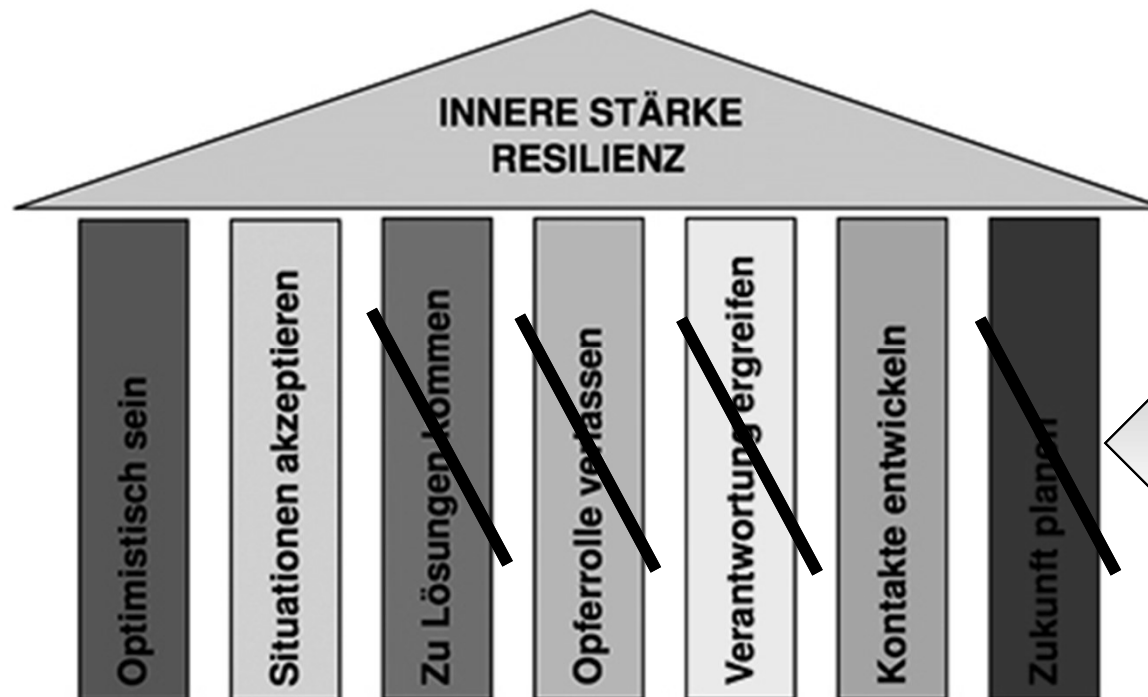 INNERE STÄRKE
RESILIENZ
Optimistisch sein
Situationen akzeptieren
Zu Lösungen kommen
Opferrolle verlassen
Verantwortung ergreifen
Kontakte entwickeln
Zukunft planen